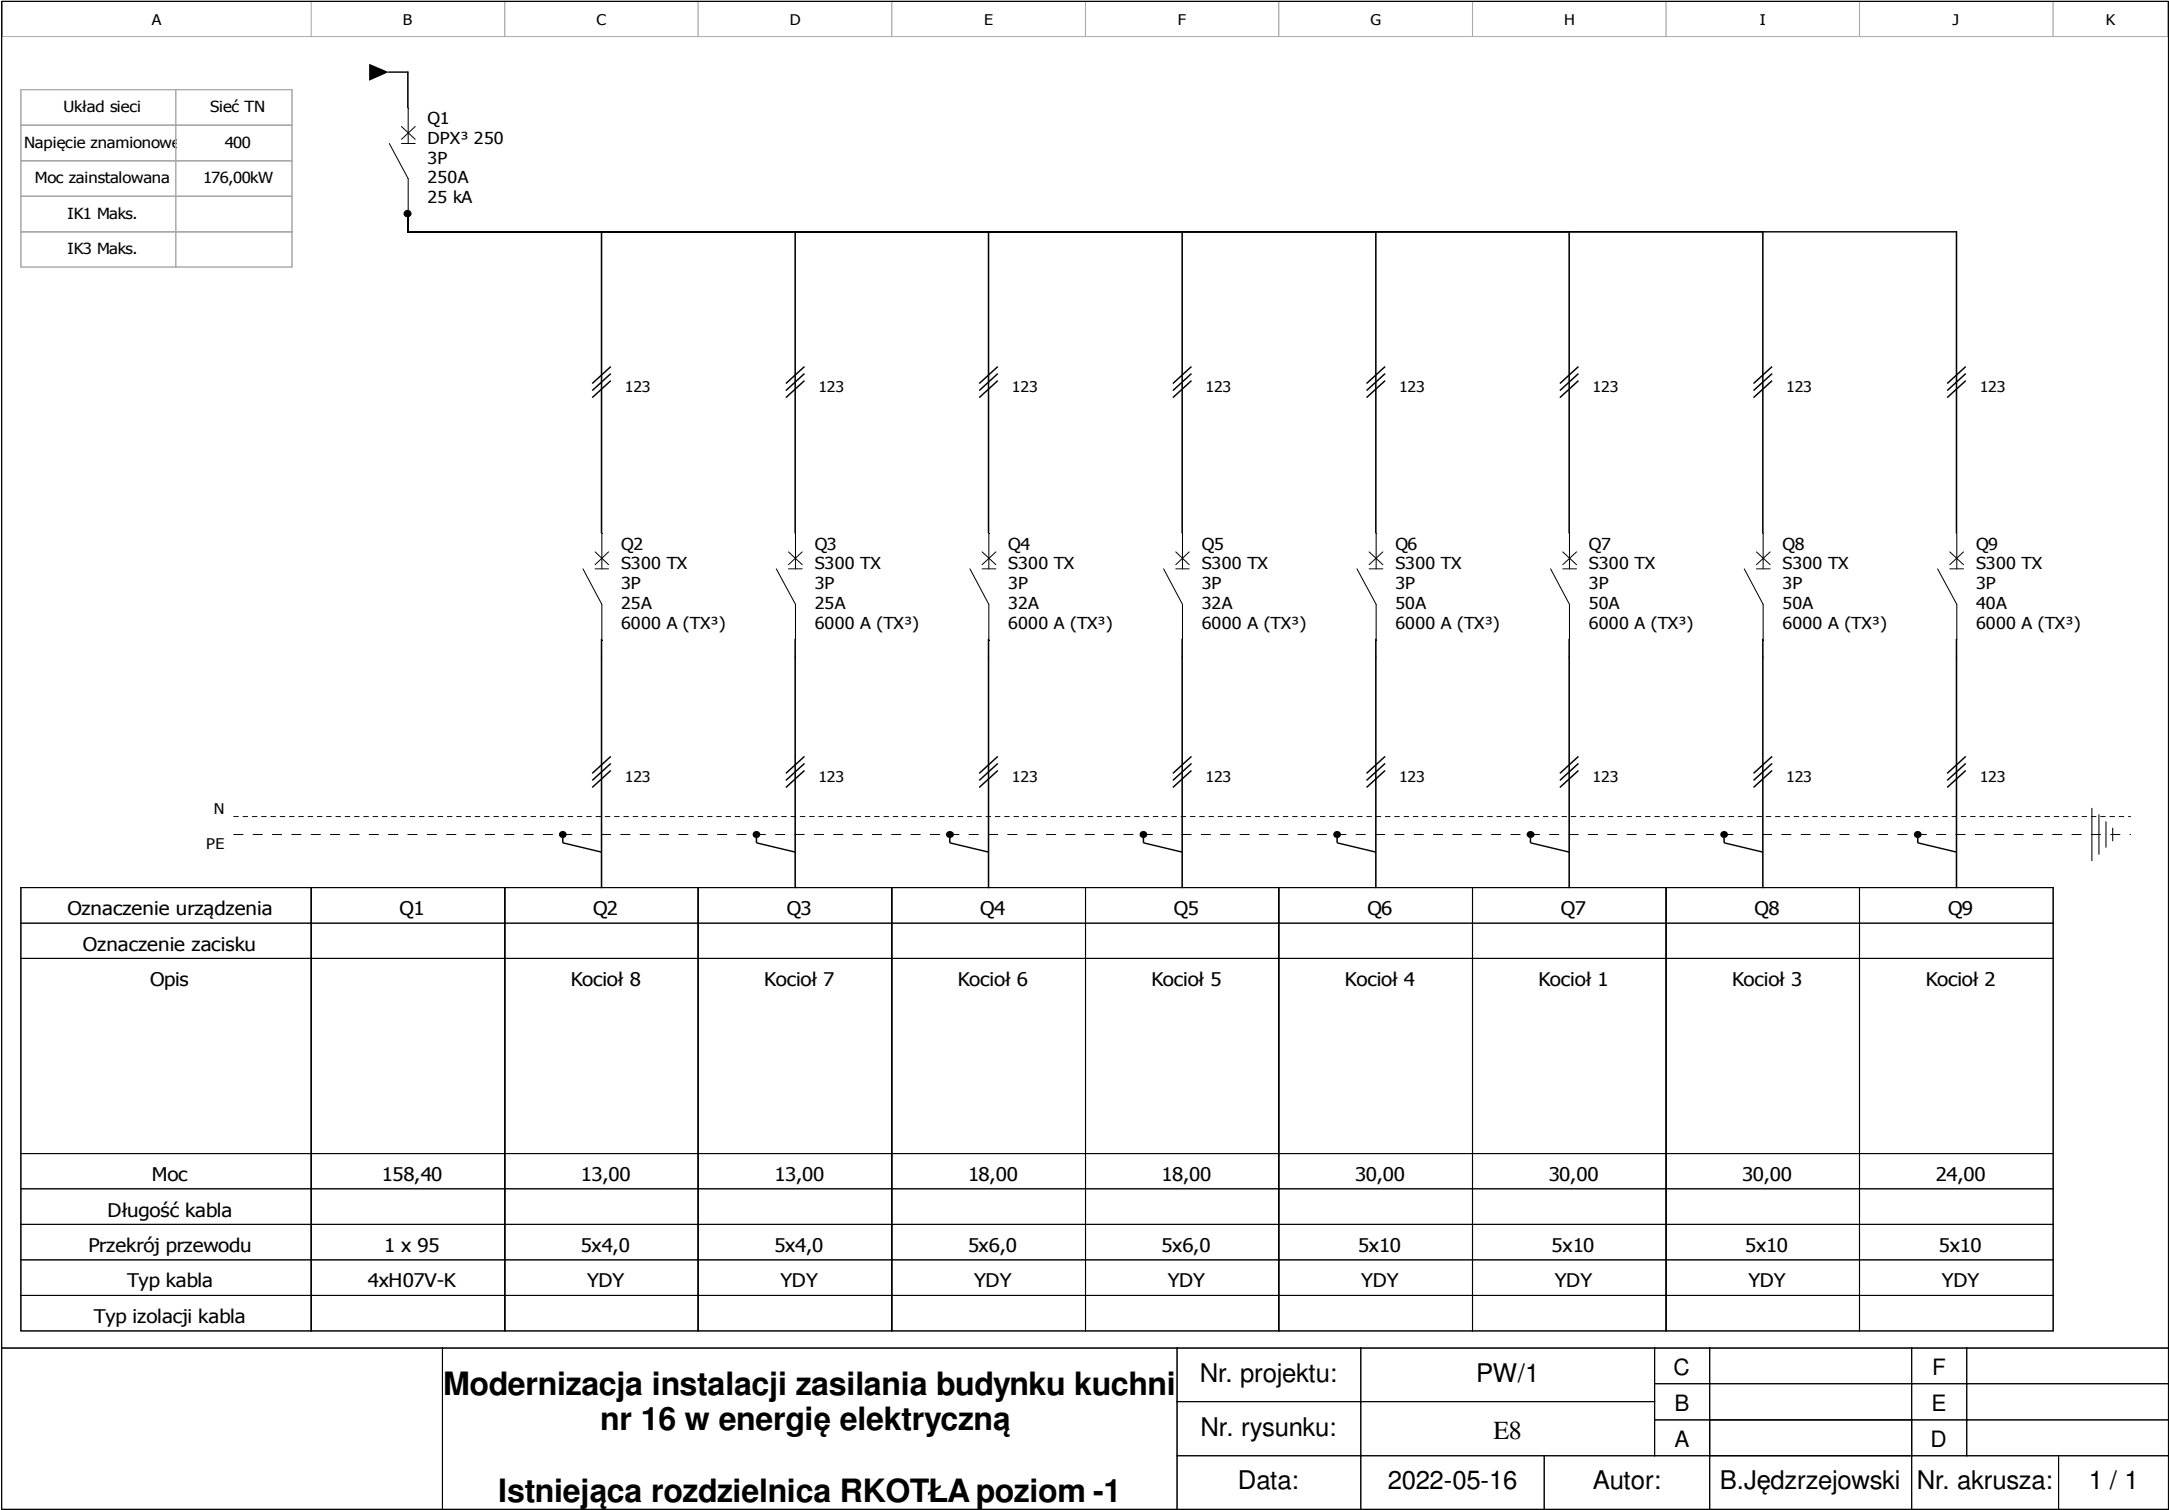 A B C D E F G H I J K
Układ sieci Sieć TN
Napięcie znamionowe 400
Moc zainstalowana 176,00kW
IK1 Maks.
IK3 Maks.
Q1
DPX³ 250
3P
250A
25 kA
123 123 123 123 123 123 123 123
Q2 Q3 Q4 Q5 Q6 Q7 Q8 Q9
S300 TX S300 TX S300 TX S300 TX S300 TX S300 TX S300 TX S300 TX
3P 3P 3P 3P 3P 3P 3P 3P
25A 25A 32A 32A 50A 50A 50A 40A
6000 A (TX³) 6000 A (TX³) 6000 A (TX³) 6000 A (TX³) 6000 A (TX³) 6000 A (TX³) 6000 A (TX³) 6000 A (TX³)
123 123 123 123 123 123 123 123
N
PE
Oznaczenie urządzenia Q1 Q2 Q3 Q4 Q5 Q6 Q7 Q8 Q9
Oznaczenie zacisku
Opis Kocioł 8 Kocioł 7 Kocioł 6 Kocioł 5 Kocioł 4 Kocioł 1 Kocioł 3 Kocioł 2
Moc 158,40 13,00 13,00 18,00 18,00 30,00 30,00 30,00 24,00
Długość kabla
Przekrój przewodu 1 x 95 5x4,0 5x4,0 5x6,0 5x6,0 5x10 5x10 5x10 5x10
Typ kabla 4xH07V-K YDY YDY YDY YDY YDY YDY YDY YDY
Typ izolacji kabla
Modernizacja instalacji zasilania budynku kuchni
nr 16 w energię elektryczną
Istniejąca rozdzielnica RKOTŁA poziom -1
Nr. projektu: PW/1 C F
B E
Nr. rysunku: E8 A D
Data: 2022-05-16 Autor: B.Jędzrzejowski Nr. akrusza: 1 / 1